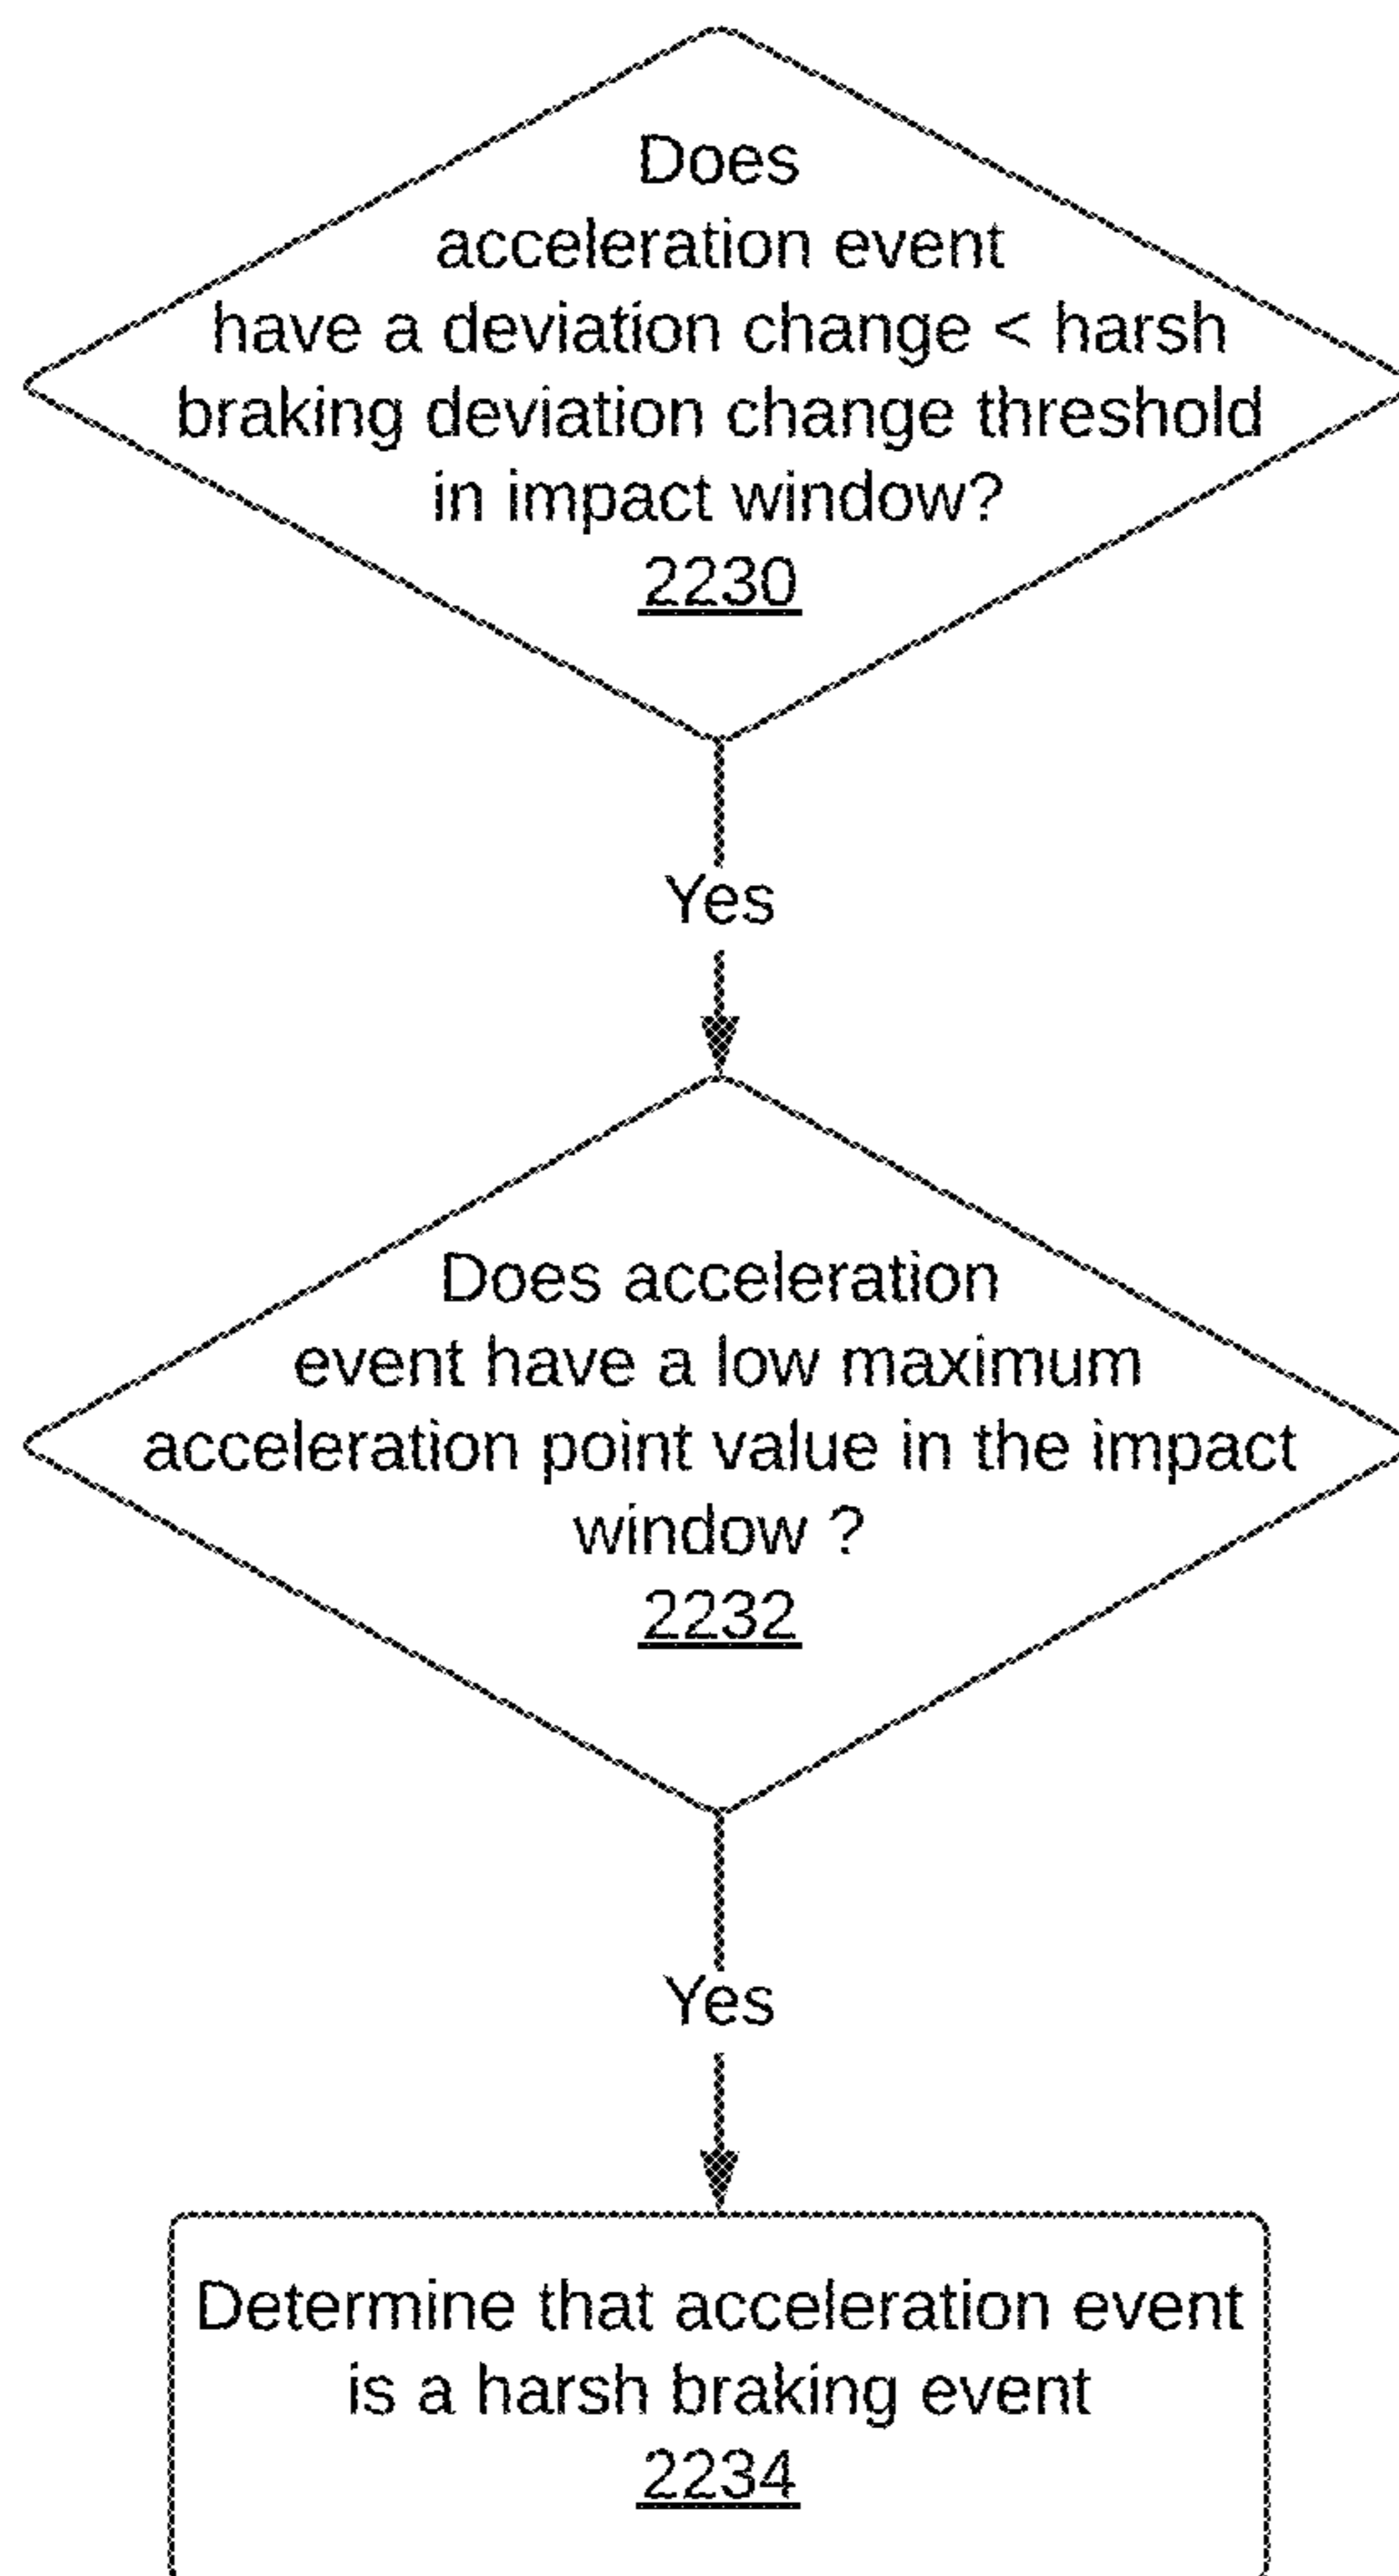 Does
acceleration event
have a deviation change < harsh
braking deviation change threshold
in impact window?
2230
Yes
Does acceleration
event have a low maximum
acceleration point value in the impact
window ?
2232
Yes
Determine that acceleration event
is a harsh braking event
2234